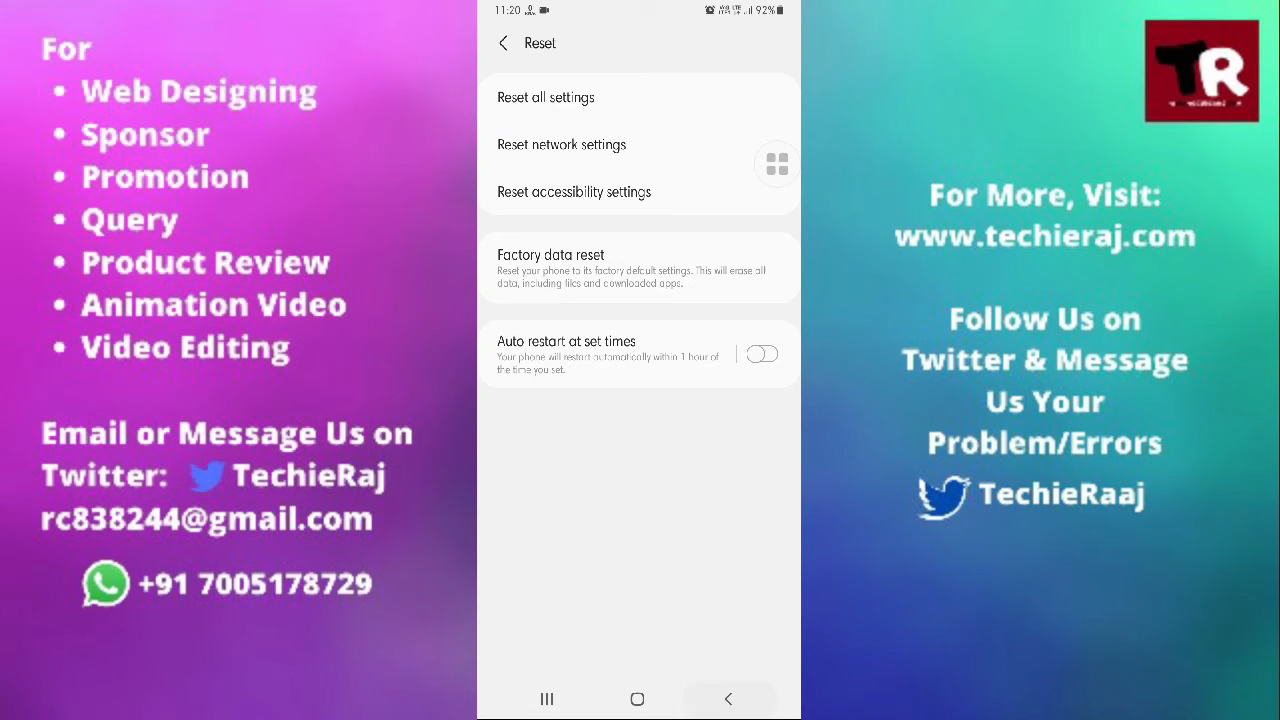 For
• Web Designing
• Sponsor
• Promotion
• Query
• Product Review
• Animation Video
• Video Editing
Email or Message Us on
Twitter: TechieRaj
rc838244@gmail.com
+91 7005178729
11:20
92%
Reset
Reset all settings
Reset network settings
Reset accessibility settings
Factory data reset
Reset your phone to its factory default settings. This will erase all
data, including files and downloaded apps.
Auto restart at set times
Your phone will restart automatically within 1 hour of
the time you set.
TR
For More, Visit:
www.techieraj.com
Follow Us on
Twitter & Message
Us Your
Problem/Errors
TechieRaaj